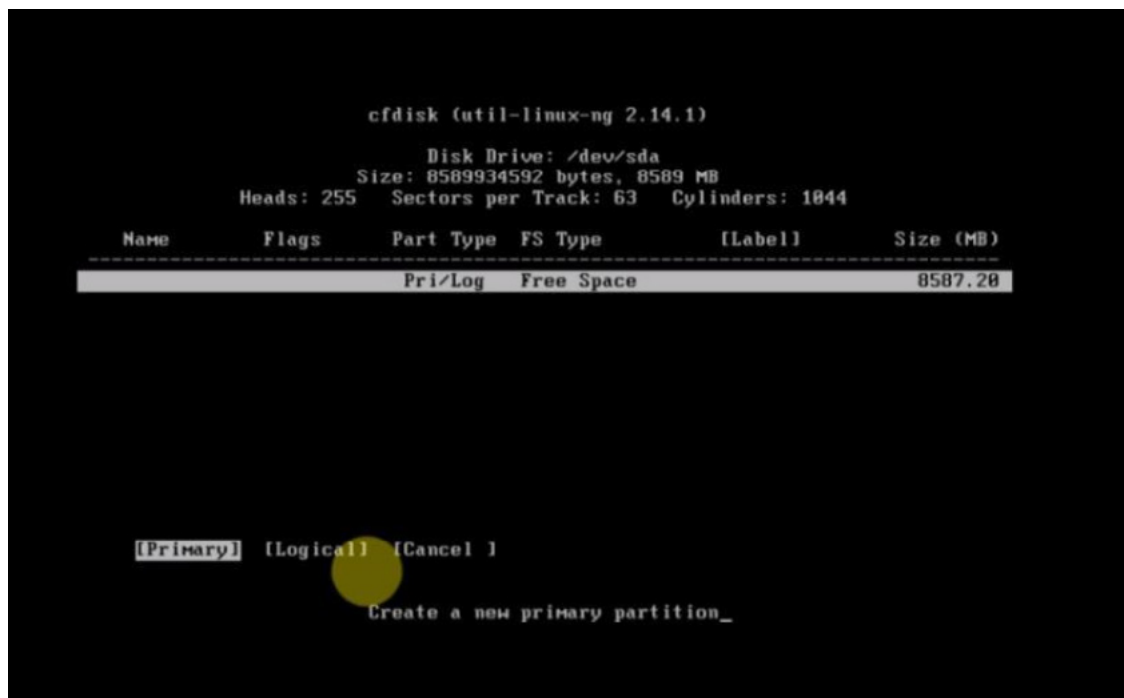 cfdisk (util-linux-ng 2.14.1)
Disk Drive: /dev/sda
Size: 8589934592 bytes, 8589 MB
Heads: 255 Sectors per Track: 63 Cylinders: 1044
Name Flags Part Type FS Type [Label] Size (MB)
Pri/Log Free Space 8587.20
[Primary] [Logical] [Cancel ]
Create a new primary partition_